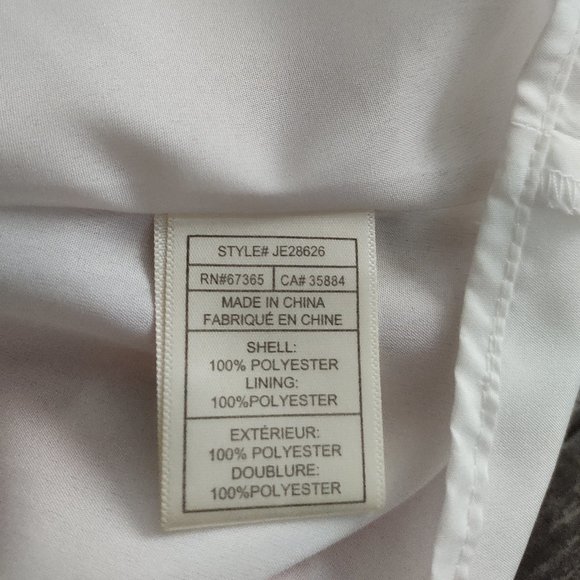 STYLE# JE28626
RN#67365 CA# 35884
MADE IN CHINA
FABRIQUÉ EN CHINE
SHELL:
100% POLYESTER
LINING:
100%POLYESTER
EXTÉRIEUR:
100% POLYESTER
DOUBLURE:
100%POLYESTER